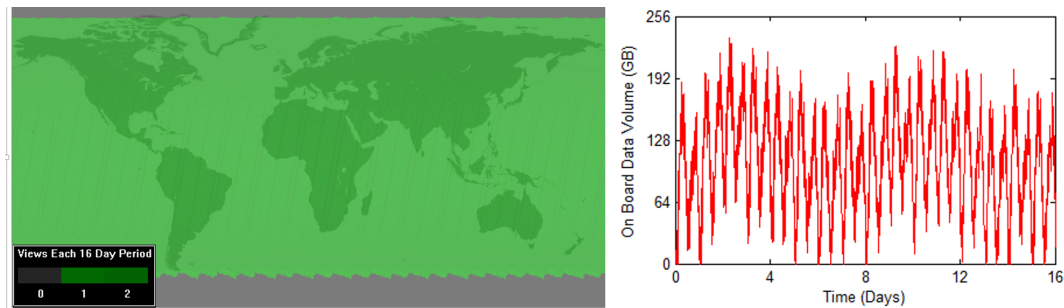 Views Each 16 Day Period
0 1 2
On Board Data Volume (GB)
256
192
128
64
0
0 4 8 12 16
Time (Days)